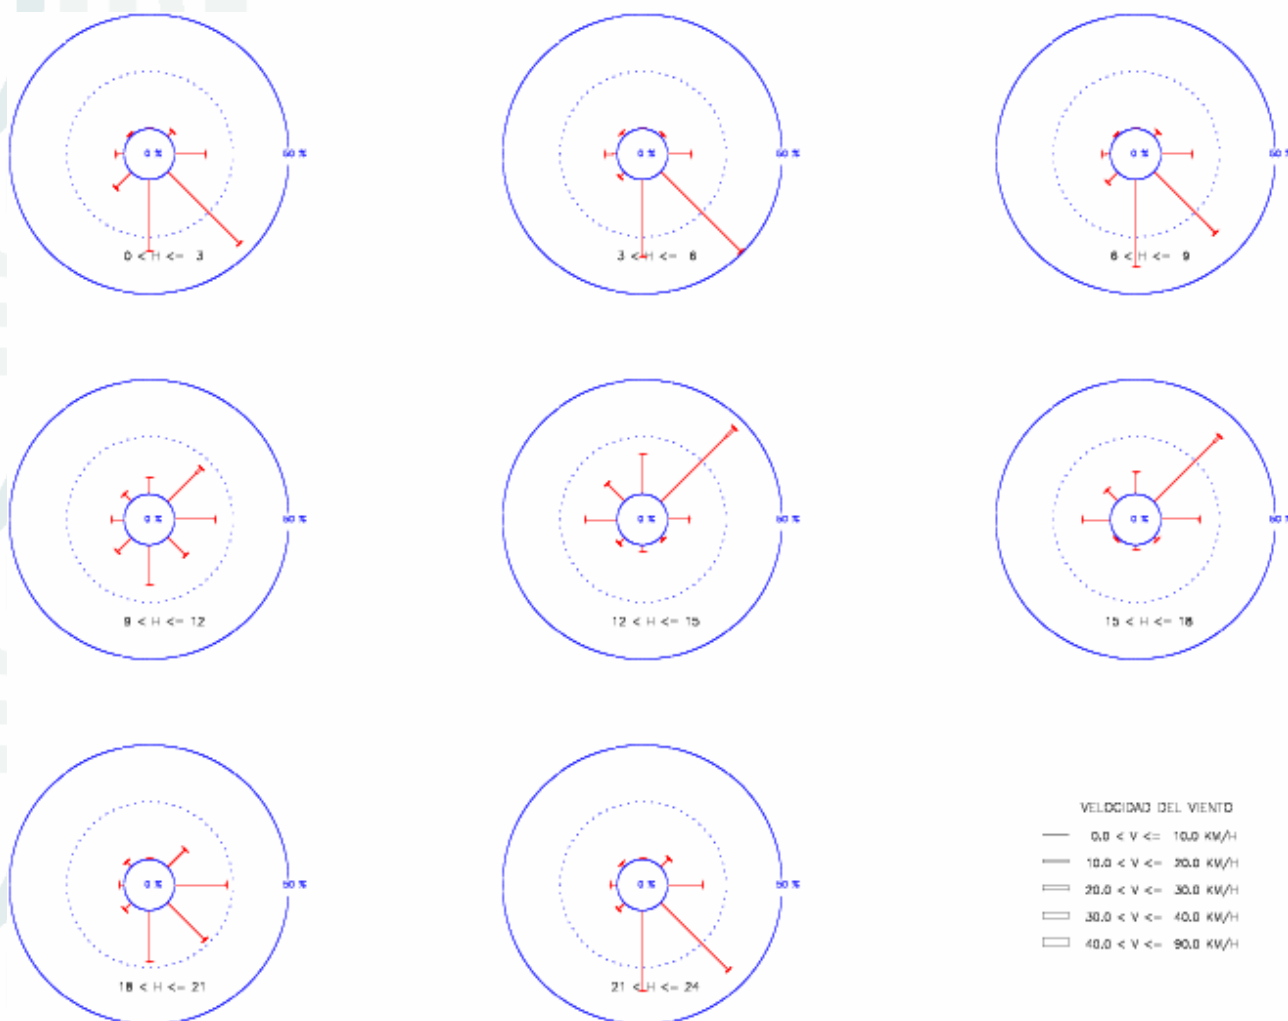 0 %
50 %
0 < H <= 3
0 %
50 %
3 < H <= 6
0 %
50 %
6 < H <= 9
0 %
50 %
9 < H <= 12
0 %
50 %
12 < H <= 15
0 %
50 %
15 < H <= 18
0 %
50 %
18 < H <= 21
0 %
50 %
21 < H <= 24
VELOCIDAD DEL VIENTO
0.0 < V <= 10.0 KM/H
10.0 < V <= 20.0 KM/H
20.0 < V <= 30.0 KM/H
30.0 < V <= 40.0 KM/H
40.0 < V <= 90.0 KM/H